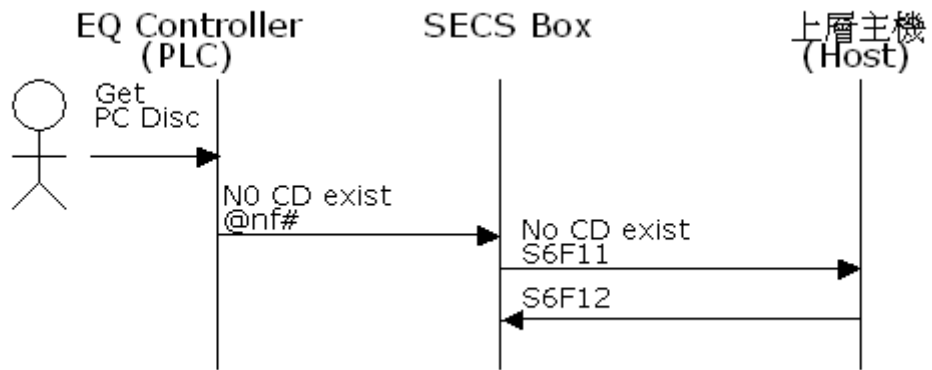 EQ Controller
(PLC)
SECS Box
上層主機
(Host)
Get
PC Disc
N0 CD exist
@nf#
No CD exist
S6F11
S6F12